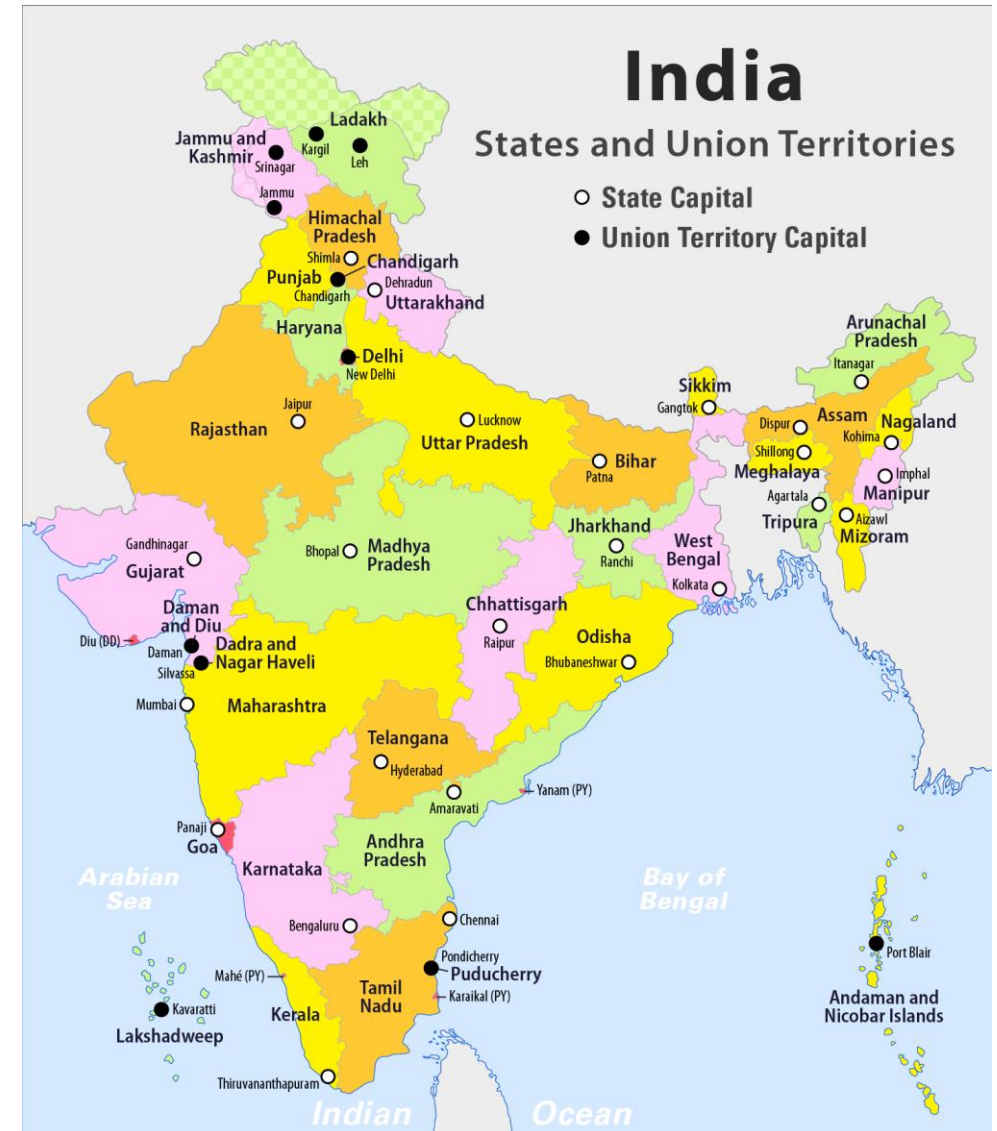 India
States and Union Territories
State Capital
Union Territory Capital
Ladakh
Kargil
Leh
Jammu and
Kashmir
Srinagar
Jammu
Himachal
Pradesh
Shimla
Punjab
Chandigarh
Chandigarh
Dehradun
Uttarakhand
Haryana
Delhi
New Delhi
Arunachal
Pradesh
Itanagar
Sikkim
Gangtok
Dispur
Assam
Nagaland
Kohima
Shillong
Meghalaya
Imphal
Manipur
Agartala
Tripura
Aizawl
Mizoram
Jaipur
Rajasthan
Lucknow
Uttar Pradesh
Bihar
Patna
Jharkhand
Ranchi
West
Bengal
Kolkata
Gandhinagar
Gujarat
Bhopal
Madhya
Pradesh
Chhattisgarh
Raipur
Odisha
Bhubaneshwar
Daman
and Diu
Diu (DD)
Daman
Dadra and
Nagar Haveli
Silvassa
Mumbai
Maharashtra
Telangana
Hyderabad
Yanam (PY)
Amaravati
Andhra
Pradesh
Panaji
Goa
Karnataka
Bengaluru
Arabian
Sea
Bay of
Bengal
Chennai
Pondicherry
Puducherry
Karaikal (PY)
Mahé (PY)
Tamil
Nadu
Kerala
Kavaratti
Lakshadweep
Port Blair
Andaman and
Nicobar Islands
Thiruvananthapuram
Indian Ocean